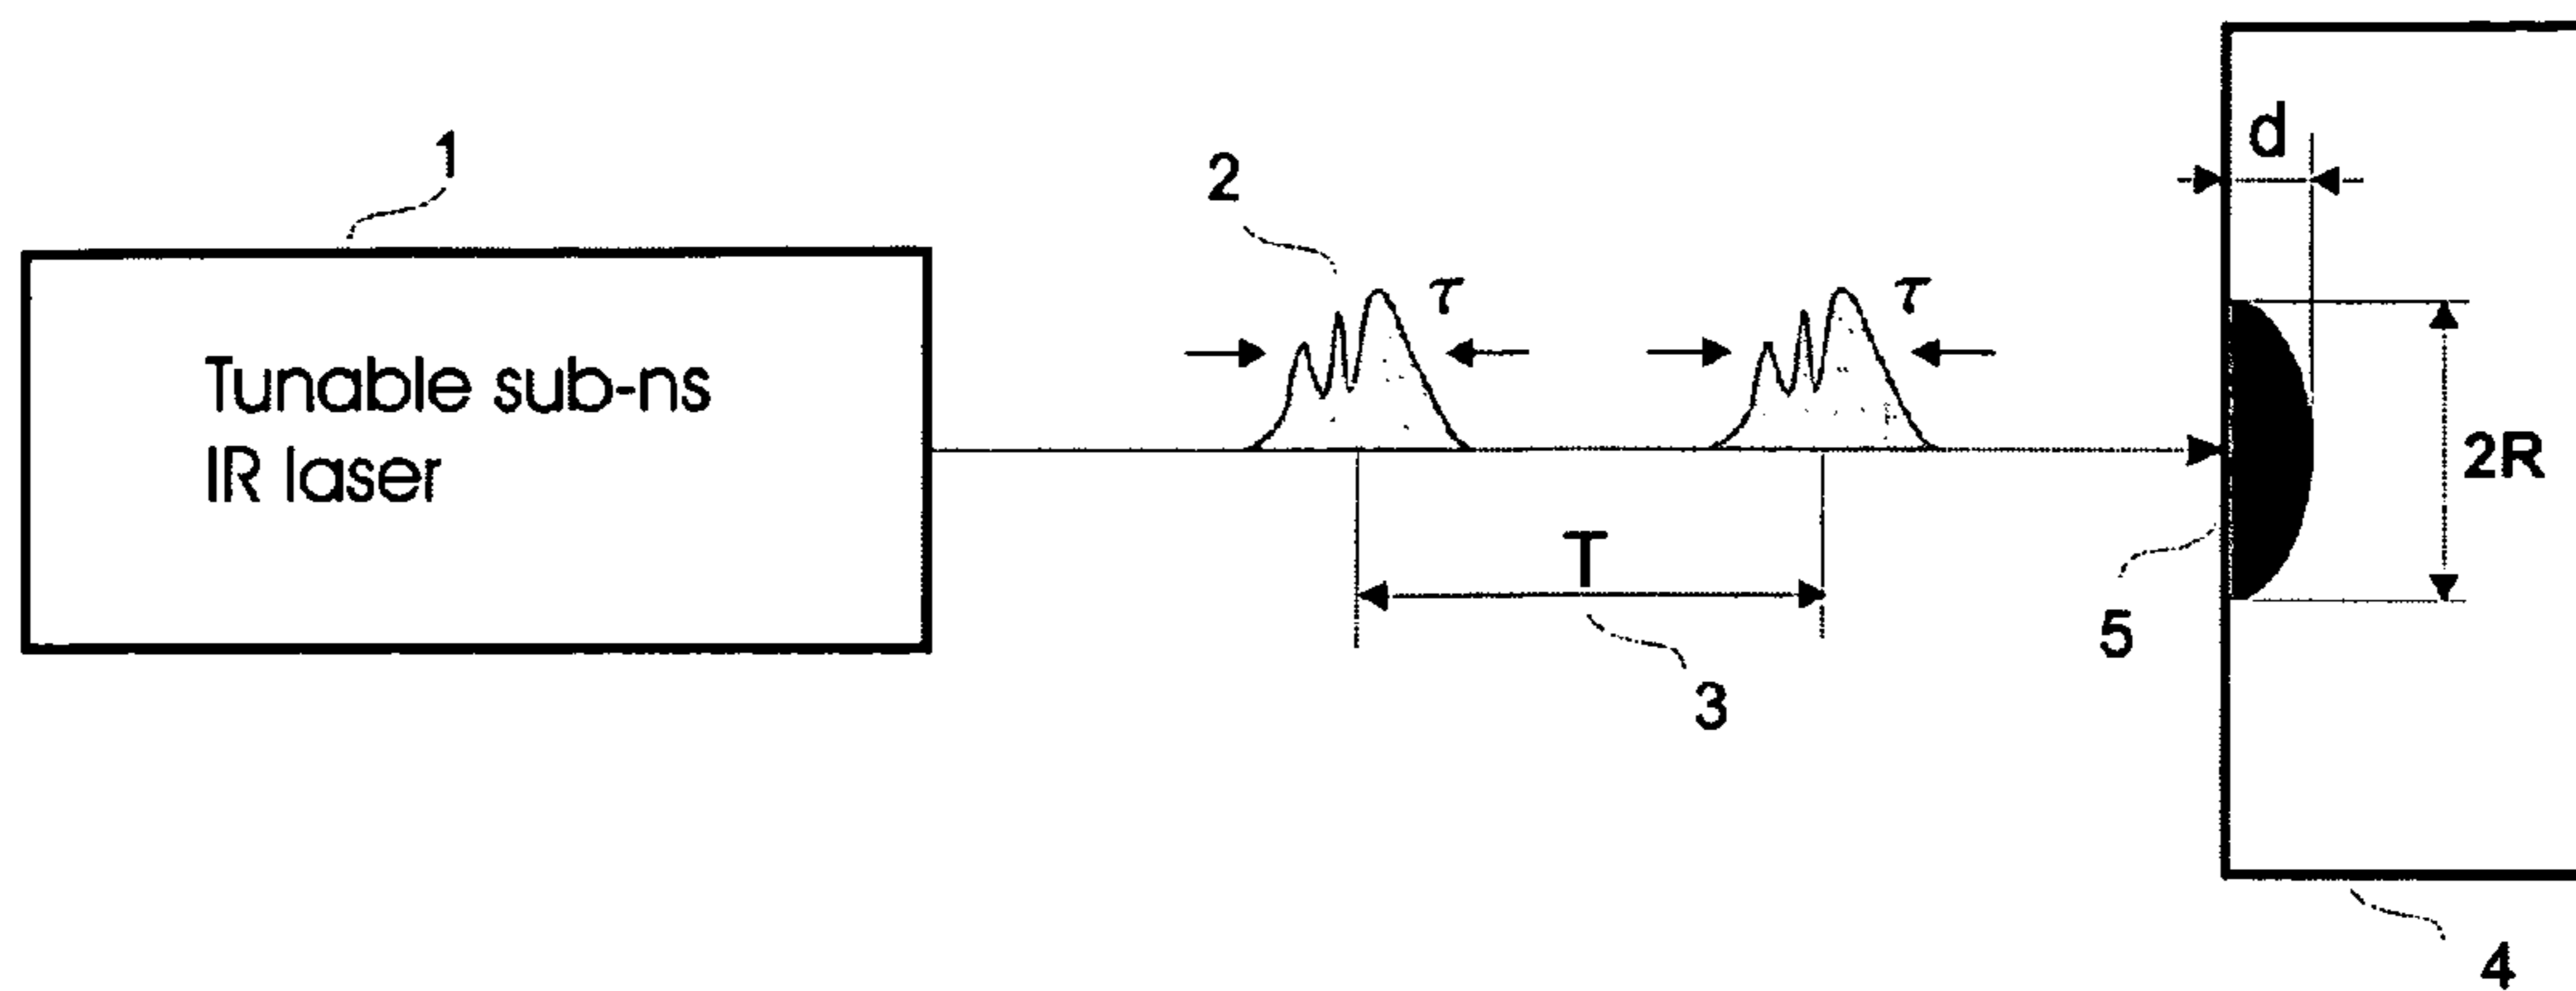 1
Tunable sub-ns
IR laser
2
τ
τ
T
3
d
2R
5
4